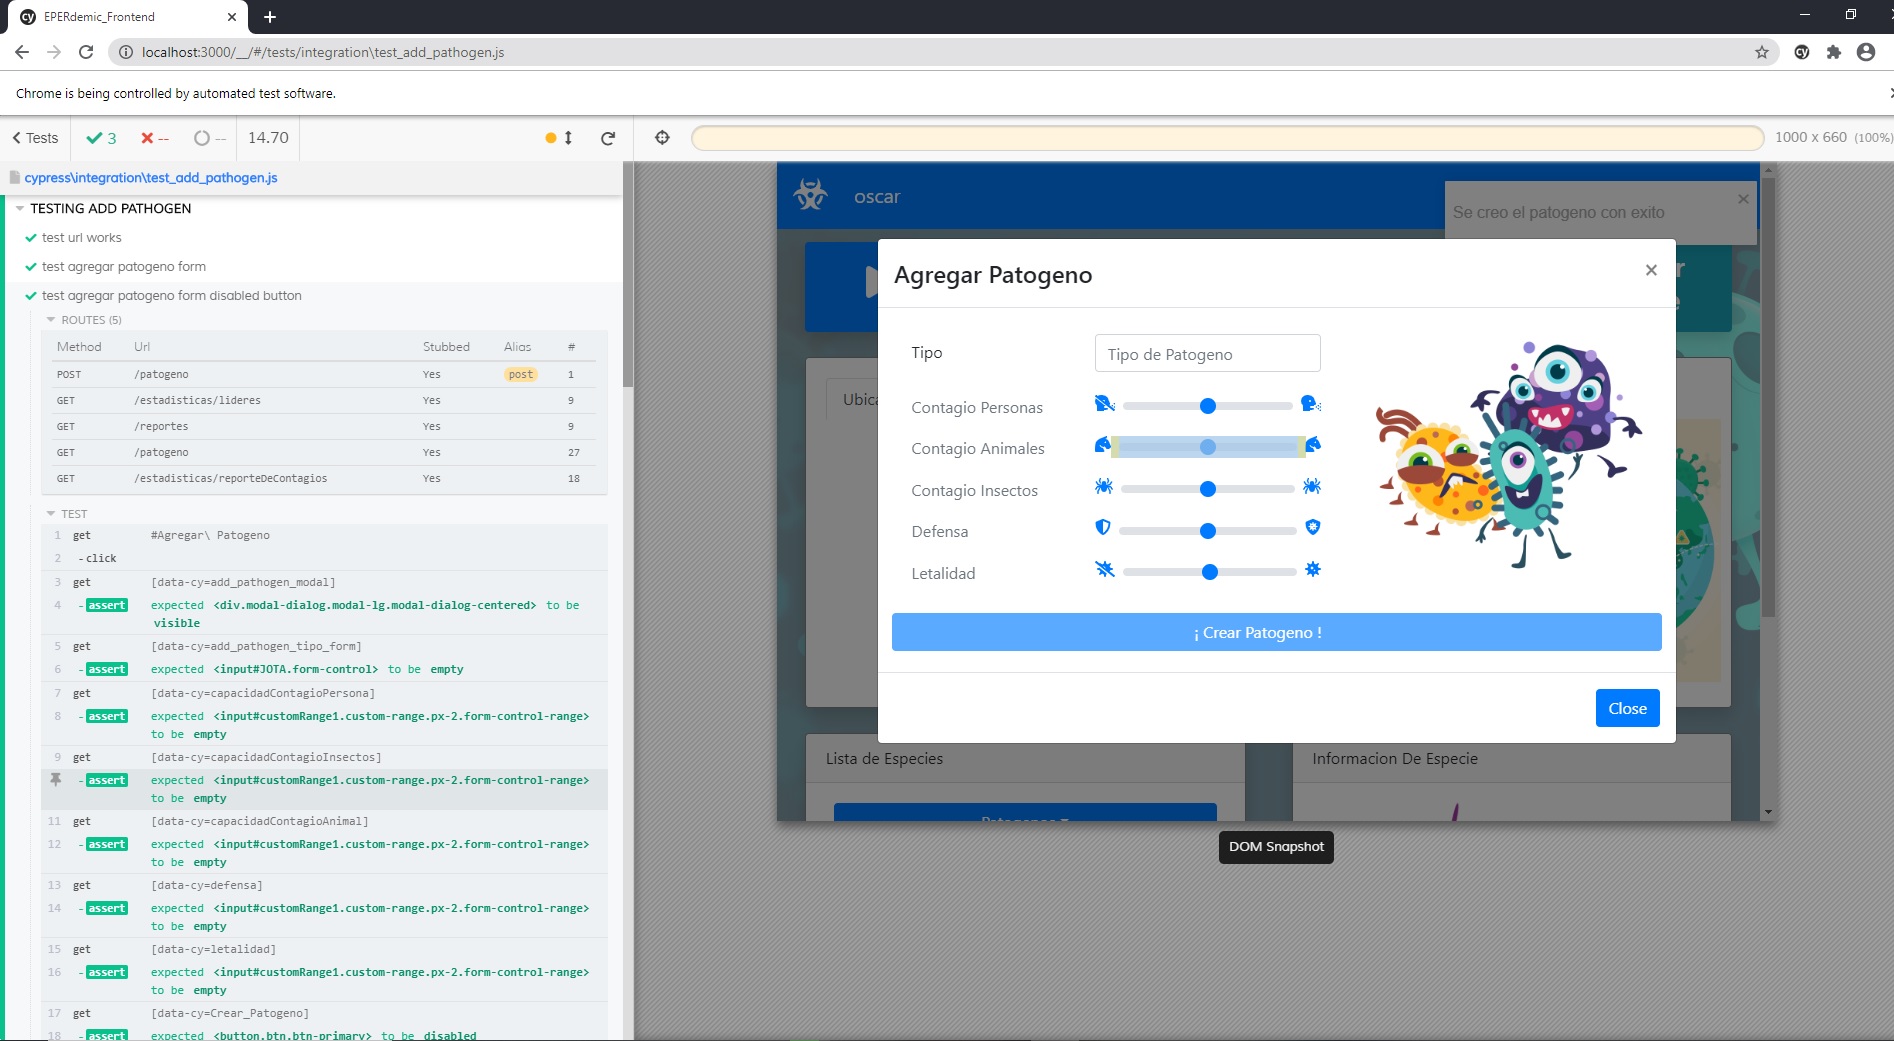 EPERdemic_Frontend
localhost:3000/__/#/tests/integration\test_add_pathogen.js
Chrome is being controlled by automated test software.
Tests 3 -- -- 14.70
1000 x 660 (100%)
cypress\integration\test_add_pathogen.js
TESTING ADD PATHOGEN
test url works
test agregar patogeno form
test agregar patogeno form disabled button
ROUTES (5)
Method Url Stubbed Alias #
POST /patogeno Yes post 1
GET /estadisticas/lideres Yes 9
GET /reportes Yes 9
GET /patogeno Yes 27
GET /estadisticas/reporteDeContagios Yes 18
TEST
1 get #Agregar\ Patogeno
2 -click
3 get [data-cy=add_pathogen_modal]
4 -assert expected <div.modal-dialog.modal-lg.modal-dialog-centered> to be
visible
5 get [data-cy=add_pathogen_tipo_form]
6 -assert expected <input#JOTA.form-control> to be empty
7 get [data-cy=capacidadContagioPersona]
8 -assert expected <input#customRange1.custom-range.px-2.form-control-range>
to be empty
9 get [data-cy=capacidadContagioInsectos]
-assert expected <input#customRange1.custom-range.px-2.form-control-range>
to be empty
11 get [data-cy=capacidadContagioAnimal]
12 -assert expected <input#customRange1.custom-range.px-2.form-control-range>
to be empty
13 get [data-cy=defensa]
14 -assert expected <input#customRange1.custom-range.px-2.form-control-range>
to be empty
15 get [data-cy=letalidad]
16 -assert expected <input#customRange1.custom-range.px-2.form-control-range>
to be empty
17 get [data-cy=Crear_Patogeno]
18 -assert expected <button.btn.btn-primary> to be disabled
oscar
Se creo el patogeno con exito
Agregar Patogeno
Tipo
Tipo de Patogeno
Contagio Personas
Contagio Animales
Contagio Insectos
Defensa
Letalidad
¡ Crear Patogeno !
Close
Lista de Especies
Informacion De Especie
DOM Snapshot